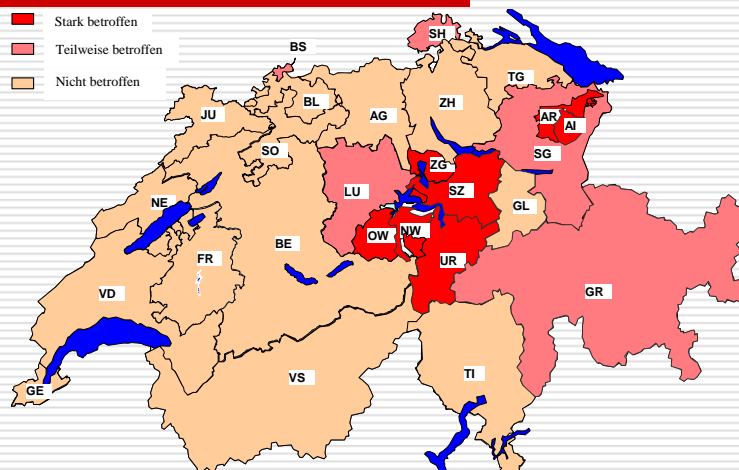 Stark betroffen
Teilweise betroffen
Nicht betroffen
SH
BS
TG
BL
ZH
JU
AG
AR
AI
SO
SG
ZG
LU
SZ
NE
GL
NW
OW
BE
FR
UR
VD
GR
VS
TI
GE